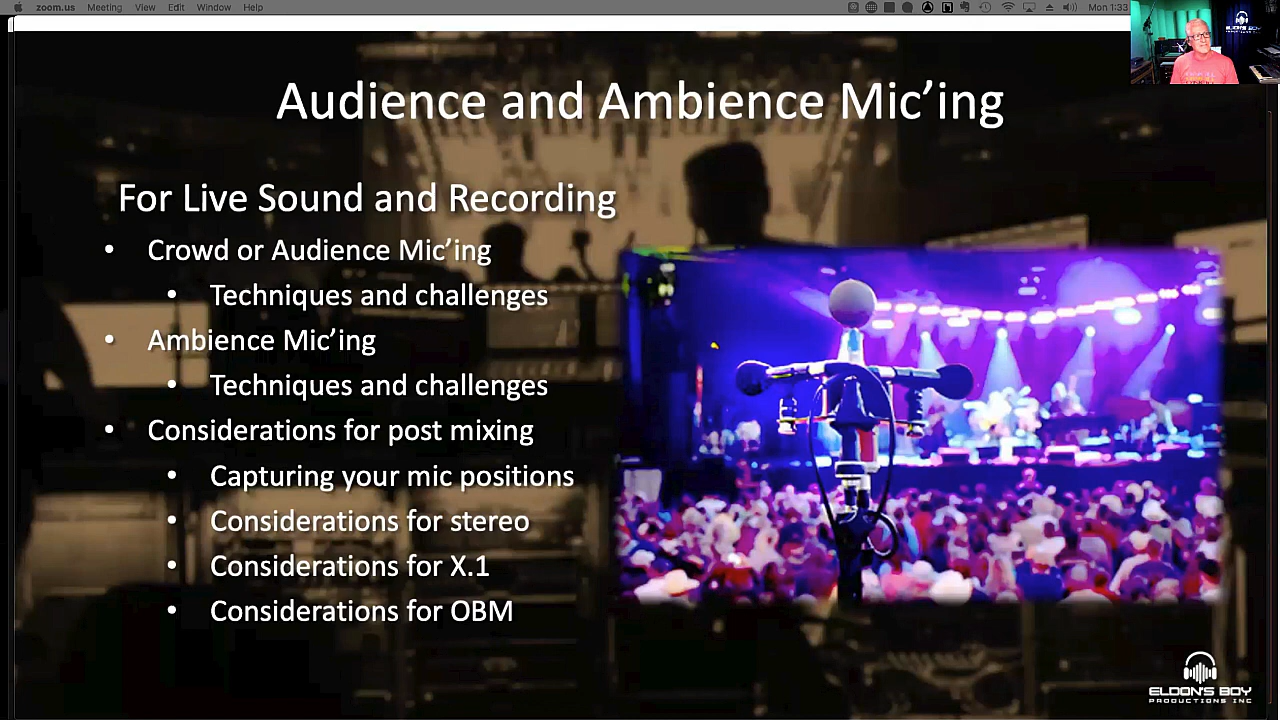 zoom.us Meeting View Edit Window Help Mon 1:33
Audience and Ambience Mic’ing
For Live Sound and Recording
• Crowd or Audience Mic’ing
• Techniques and challenges
• Ambience Mic’ing
• Techniques and challenges
• Considerations for post mixing
• Capturing your mic positions
• Considerations for stereo
• Considerations for X.1
• Considerations for OBM
ELDON'S BOY
PRODUCTIONS INC